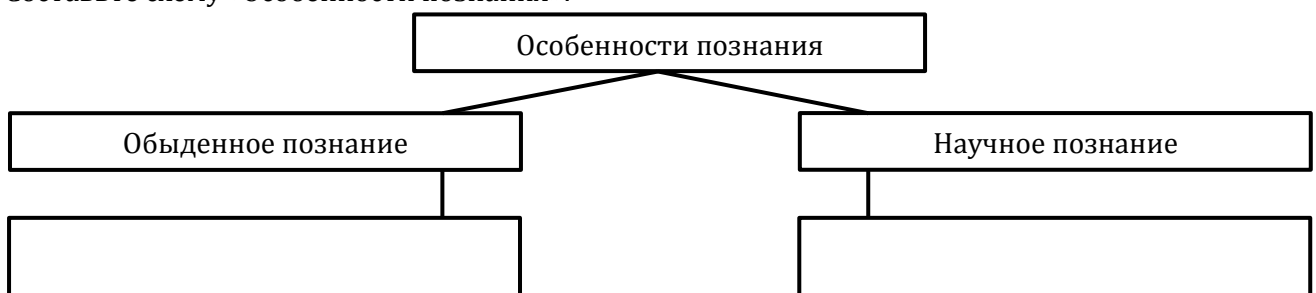 Особенности познания
Обыденное познание
Научное познание